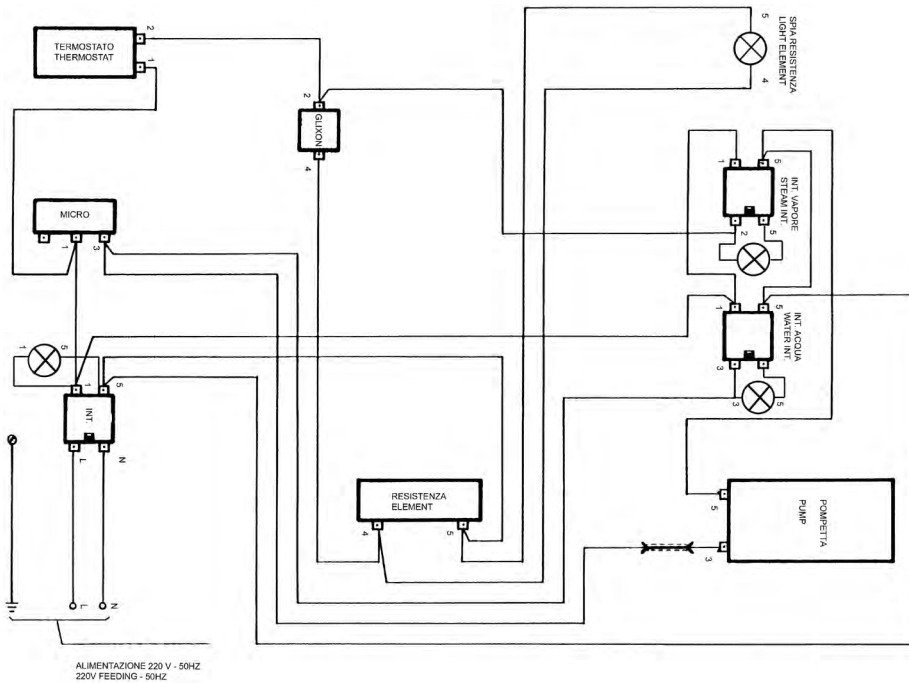 TERMOSTATO
THERMOSTAT
2
1
2
GLIXON
4
5
SPIA RESISTENZA
LIGHT ELEMENT
4
MICRO
1
3
1
5
INT. VAPORE
STEAM INT.
2
5
1
5
INT. ACQUA
WATER INT.
3
3
5
1
5
1
5
INT.
L
N
RESISTENZA
ELEMENT
4
5
5
POMPETTA
PUMP
3
L
N
ALIMENTAZIONE 220 V - 50HZ
220V FEEDING - 50HZ